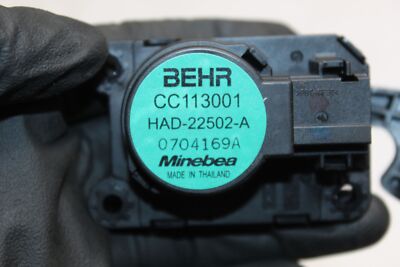 BEHR
CC113001
HAD-22502-A
0704169A
Minebea
MADE IN THAILAND